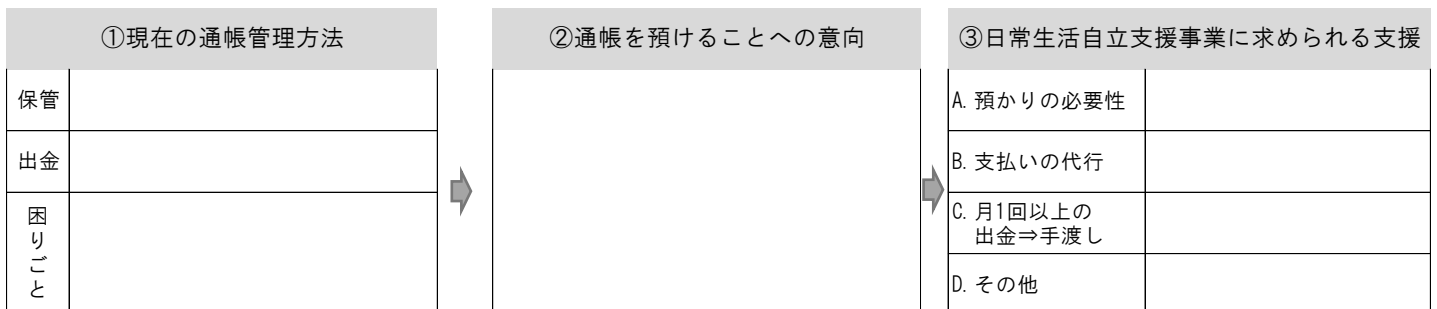 ①現在の通帳管理方法
保管
出金
困りごと
②通帳を預けることへの意向
③日常生活自立支援事業に求められる支援
A. 預かりの必要性
B. 支払いの代行
C. 月1回以上の
出金⇒手渡し
D. その他